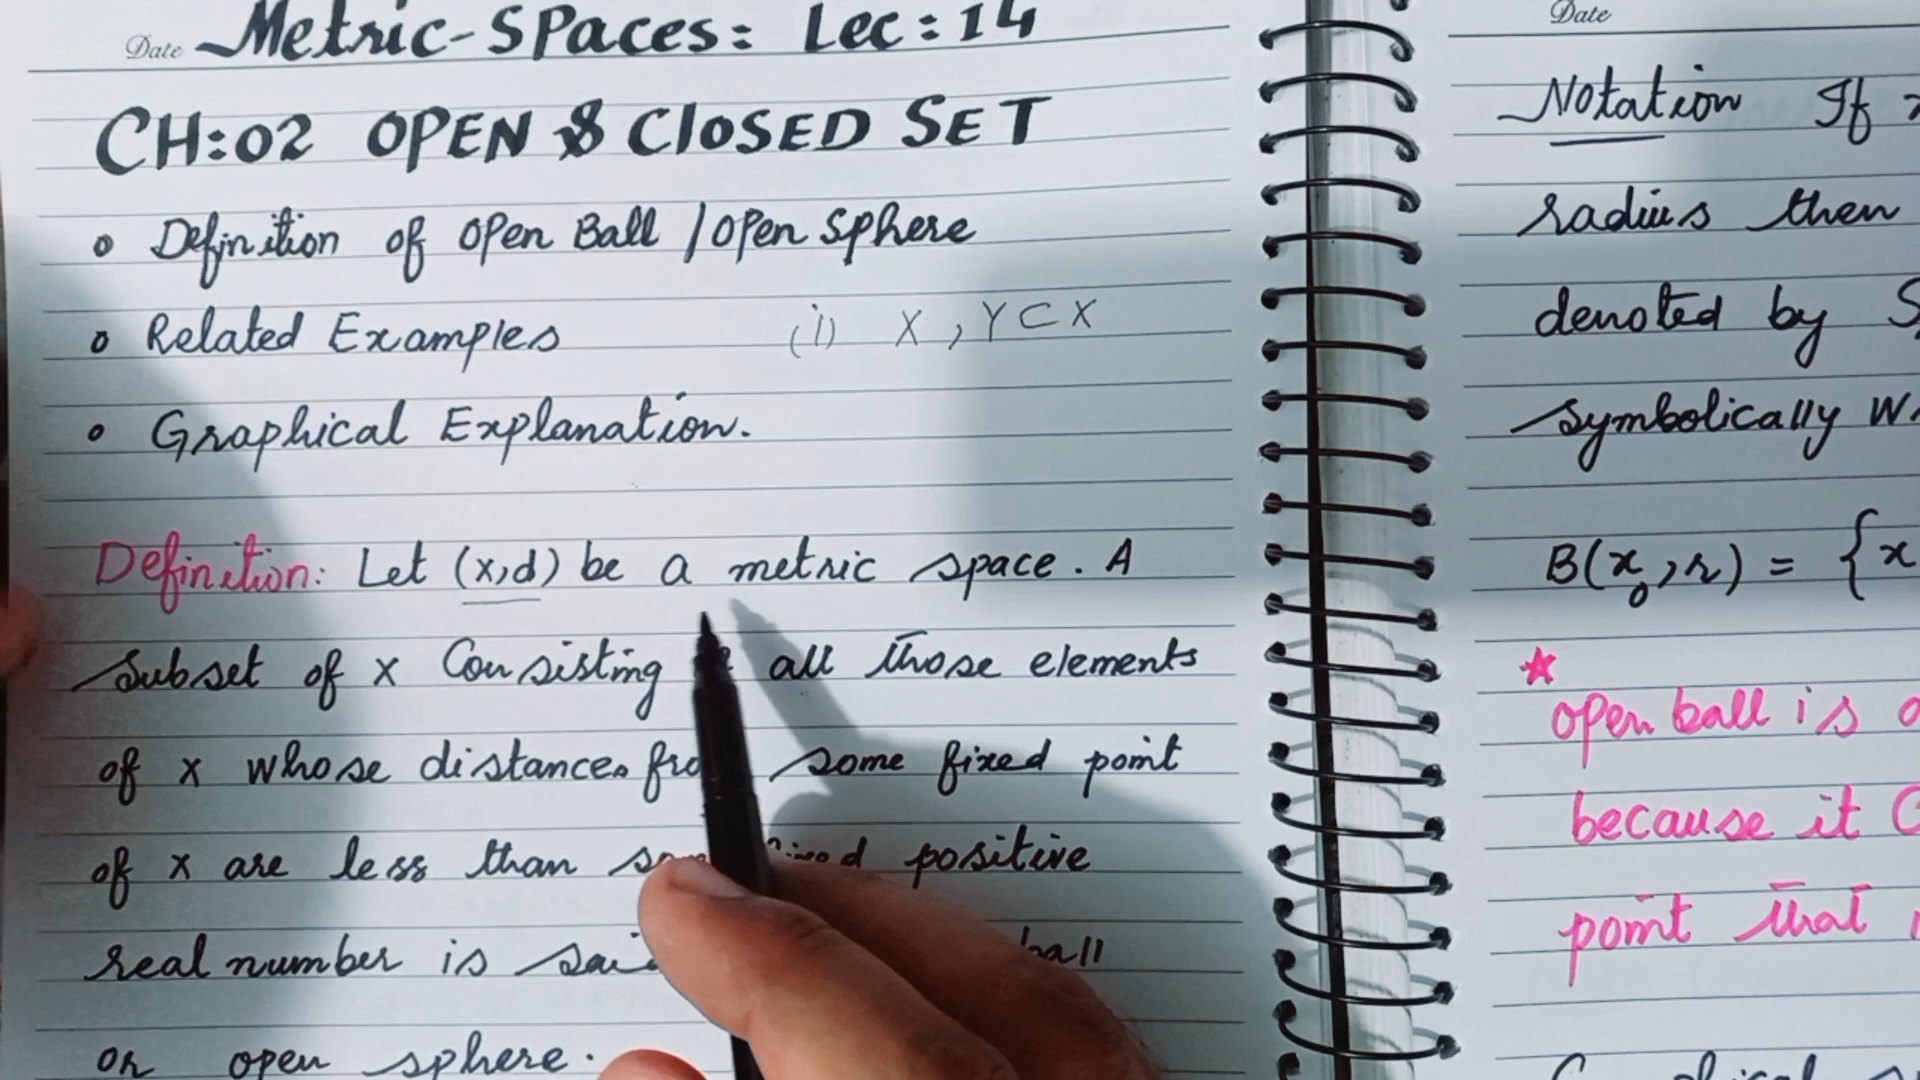 Date Metric-Spaces: Lec:14
CH:02 OPEN & ClOSED SET
Definition of open Ball / open sphere
Related Examples (i) X, Y⊂X
Graphical Explanation.
Definition: Let (x,d) be a metric space. A
subset of x Consisting all those elements
of x whose distances some fixed point
of x are less than positive
real number is ball
or open sphere.
Date
Notation If
radius then
denoted by S
symbolically
B(x₀,r) = {x
open ball is
because it
point that